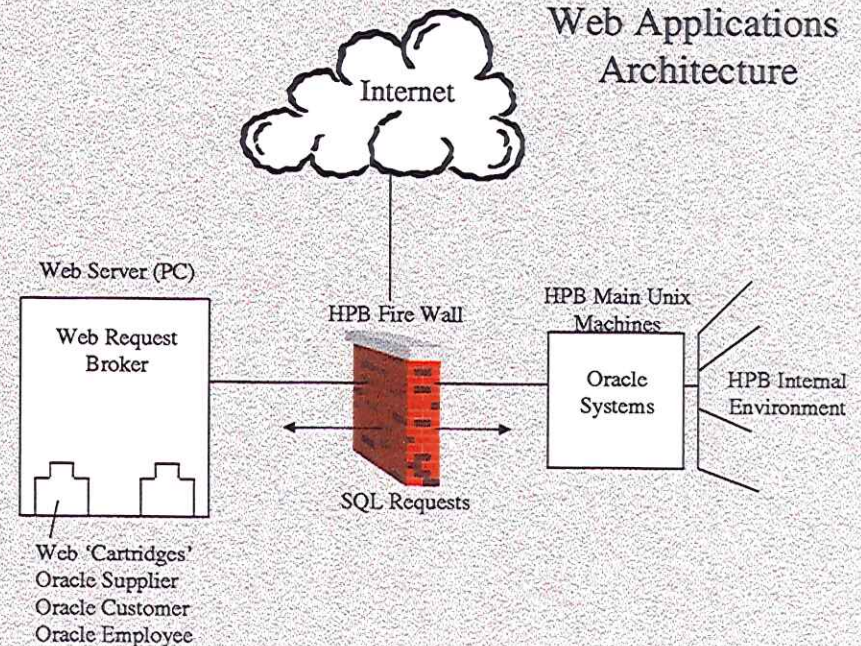 Web Applications
Architecture
Internet
Web Server (PC)
Web Request
Broker
HPB Fire Wall
HPB Main Unix
Machines
Oracle
Systems
HPB Internal
Environment
SQL Requests
Web ‘Cartridges’
Oracle Supplier
Oracle Customer
Oracle Employee